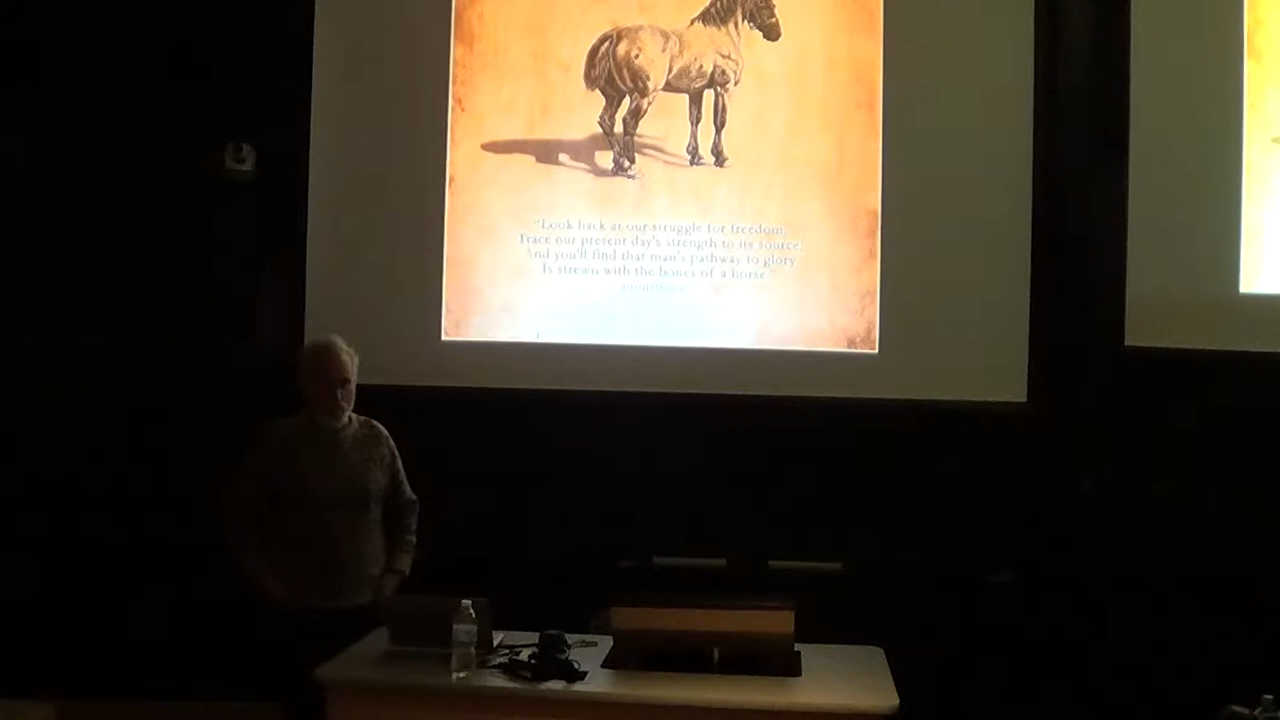 "Look back at our struggle for freedom,
Trace our present day's strength to its source;
And you'll find that man's pathway to glory
Is strewn with the bones of a horse."